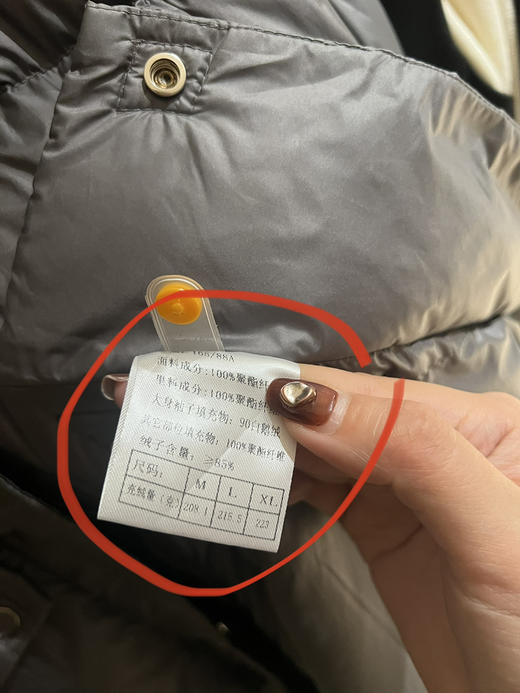 165/88A
面料成分:100%聚酯纤
里料成分:100%聚酯纤
大身袖子填充物:90白鹅绒
其它部位填充物:100%聚酯纤维
绒子含量:≥85%
尺码: M L XL
充绒量(克) 208.1 215.5 223